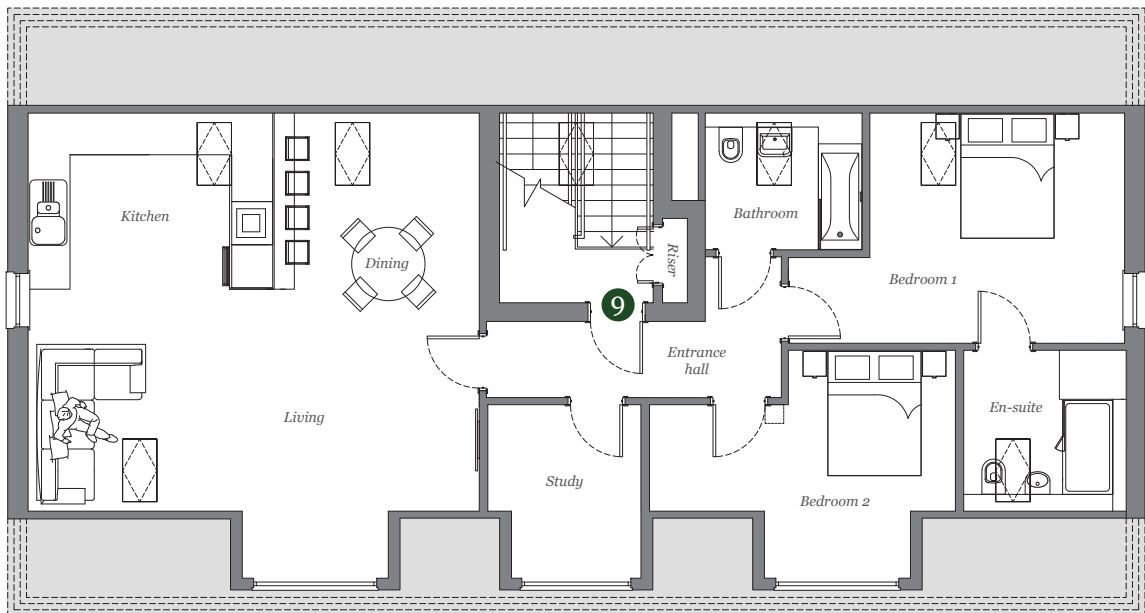 Kitchen
Dining
Living
9
Riser
Bathroom
Bedroom 1
Entrance
hall
En-suite
Study
Bedroom 2